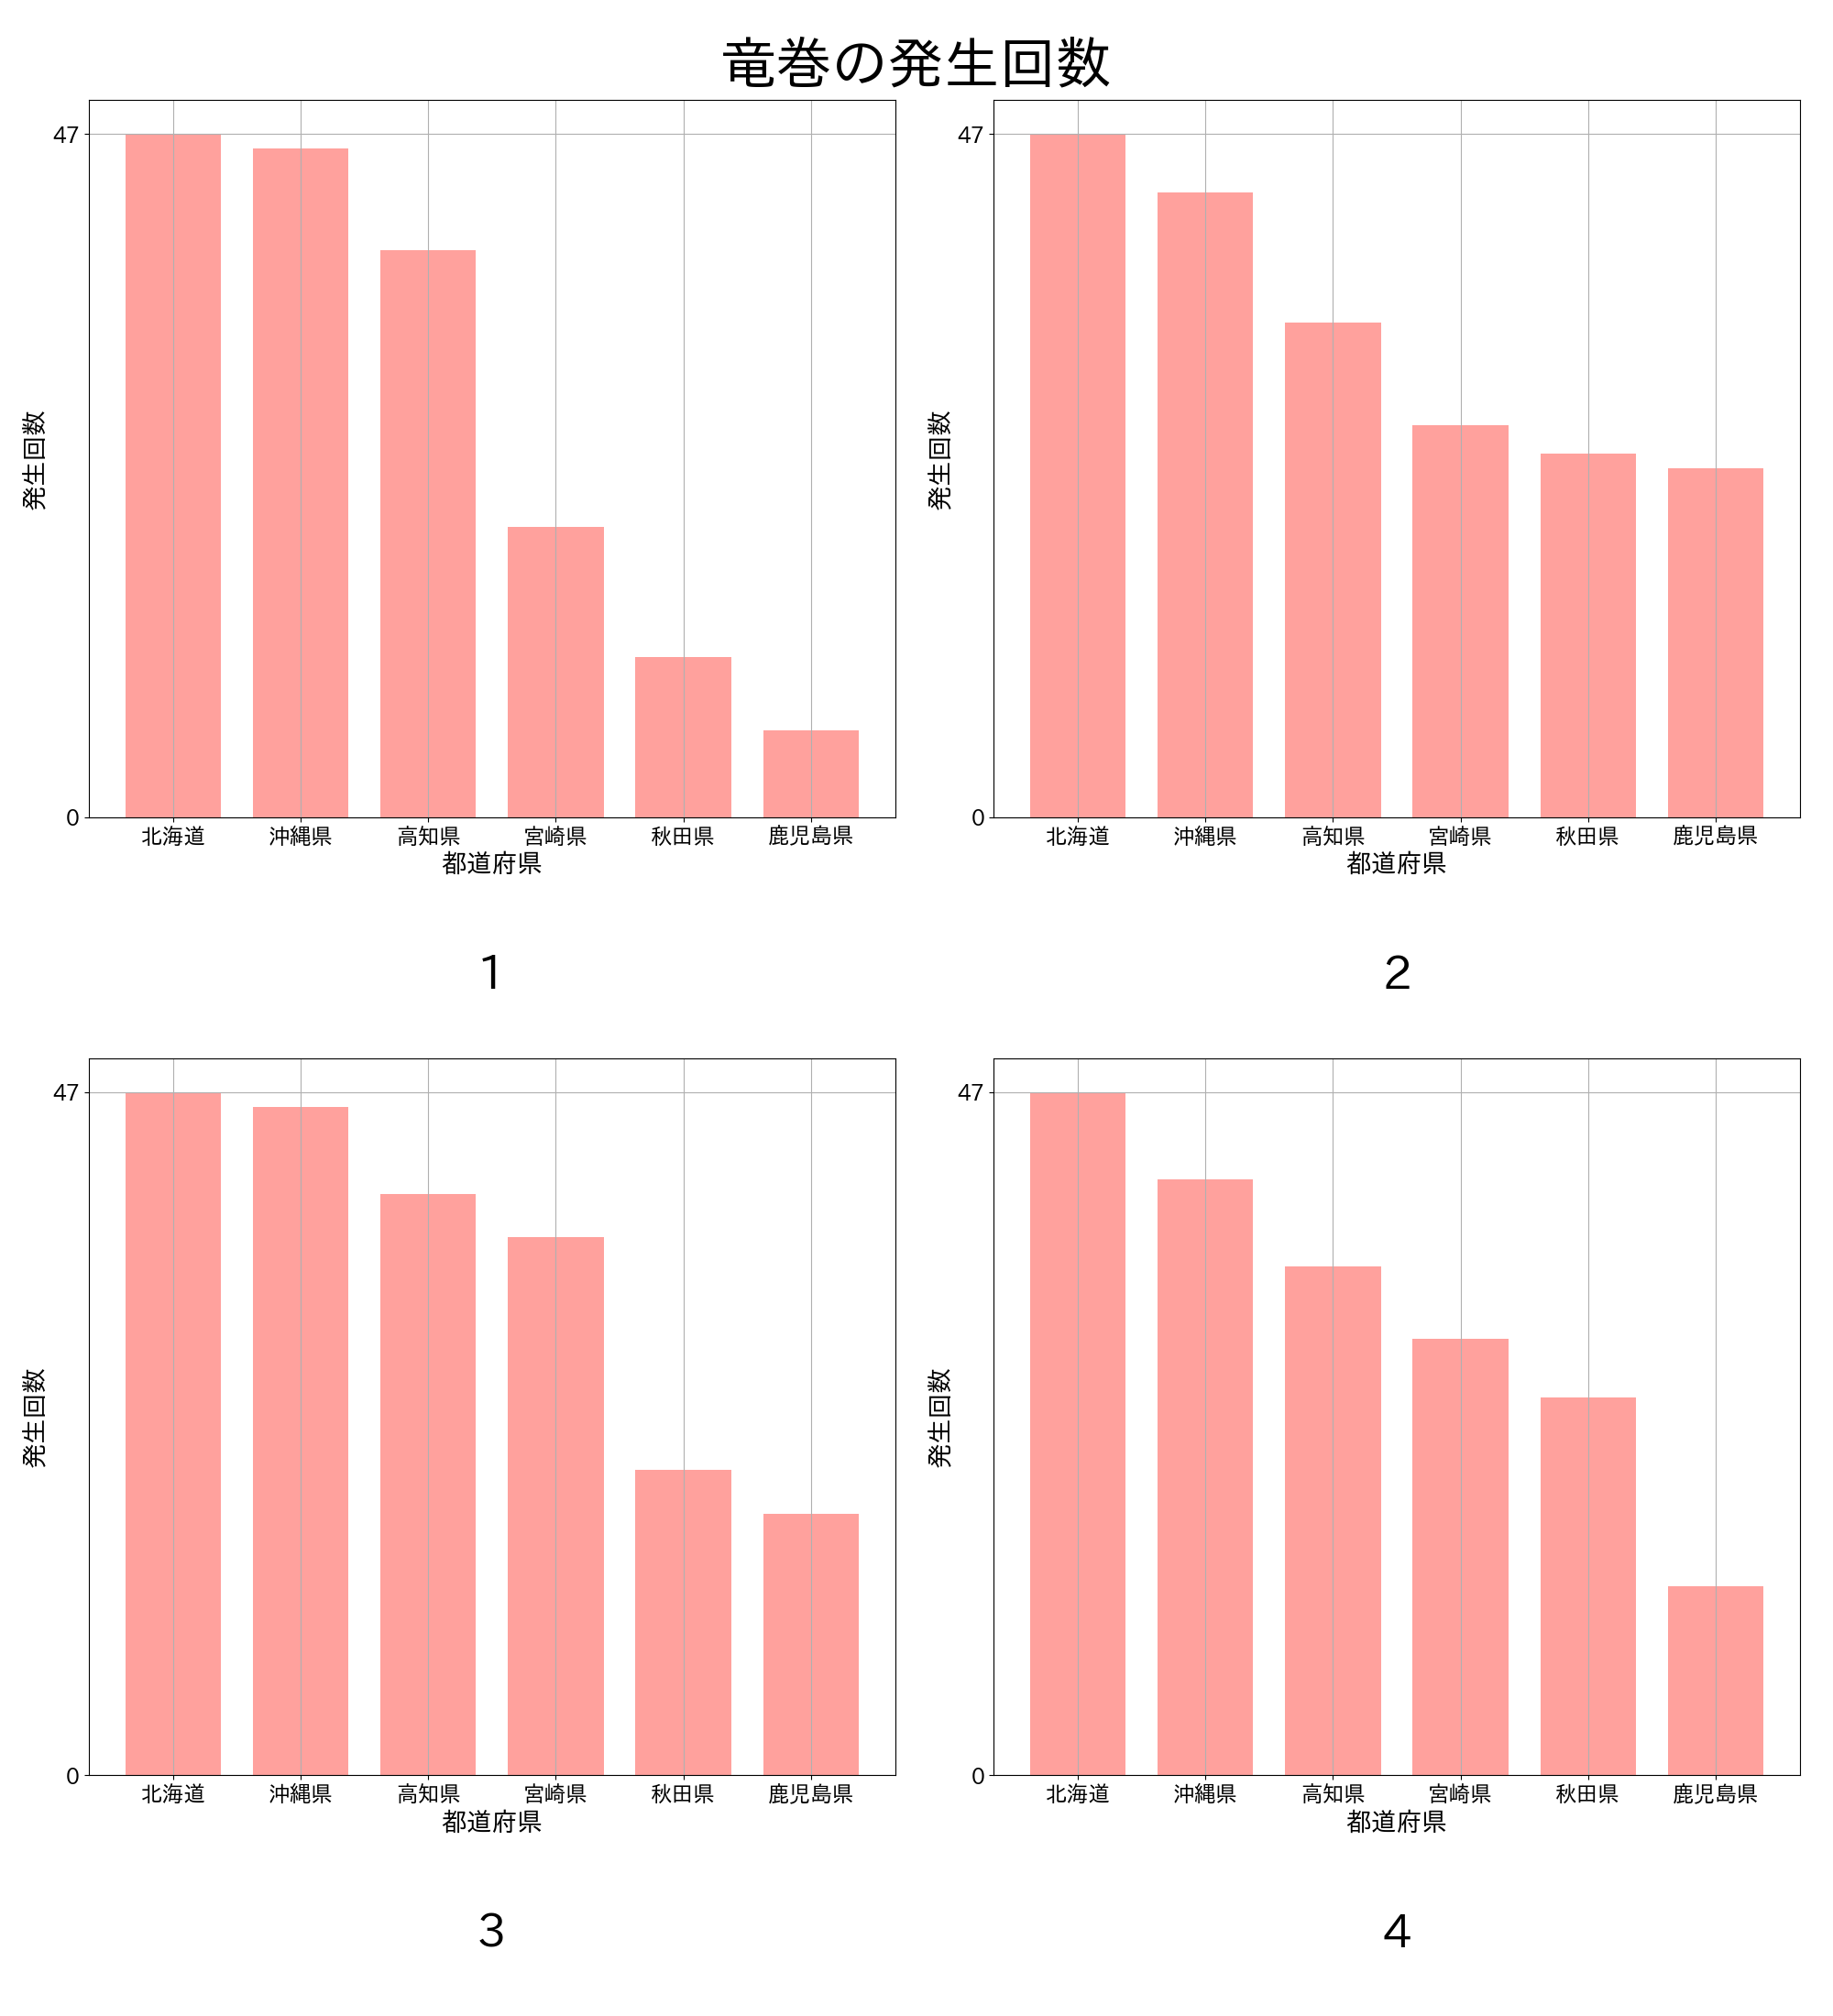 竜巻の発生回数
47
発生回数
0
北海道 沖縄県 高知県 宮崎県 秋田県 鹿児島県
都道府県
1
47
発生回数
0
北海道 沖縄県 高知県 宮崎県 秋田県 鹿児島県
都道府県
2
47
発生回数
0
北海道 沖縄県 高知県 宮崎県 秋田県 鹿児島県
都道府県
3
47
発生回数
0
北海道 沖縄県 高知県 宮崎県 秋田県 鹿児島県
都道府県
4